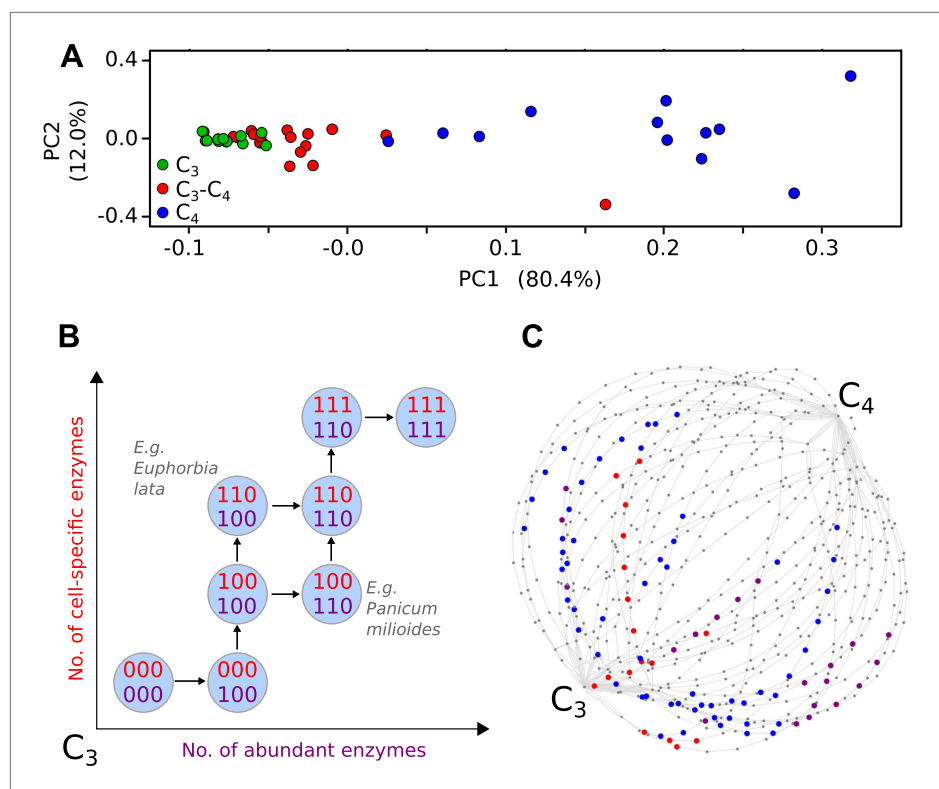 A
PC2
(12.0%)
0.4
0.0
-0.4
C3
C3-C4
C4
-0.1
-0.0
0.1
0.2
0.3
PC1 (80.4%)
B
No. of cell-specific enzymes
E.g.
Euphorbia
lata
111
110
111
111
110
100
110
110
100
100
100
110
E.g.
Panicum
milioides
000
000
000
100
C3
No. of abundant enzymes
C
C4
C3